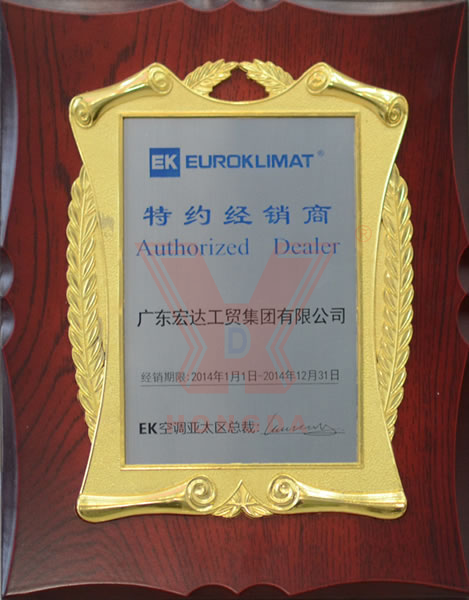 EK EUROKLIMAT®
特约经销商
Authorized Dealer
广东宏达工贸集团有限公司
D
经销期限:2014年1月1日-2014年12月31日
HONGDA
EK空调亚太区总裁: